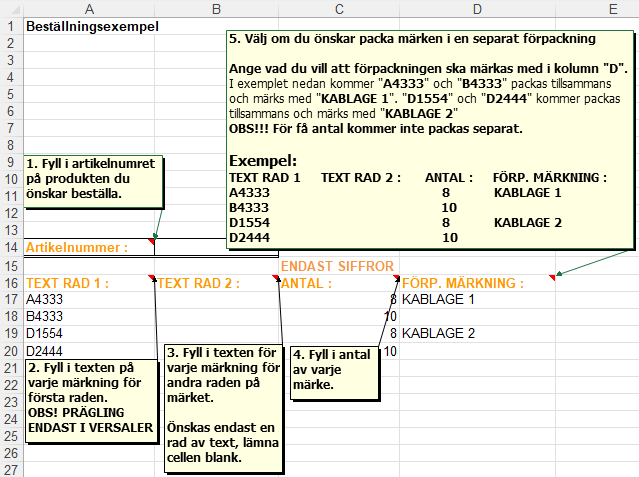 A B C D E
1 Beställningsexempel
2
3
4
5
6
7
8
9
10
11
12
13
5. Välj om du önskar packa märken i en separat förpackning
Ange vad du vill att förpackningen ska märkas med i kolumn "D".
I exemplet nedan kommer "A4333" och "B4333" packas tillsammans
och märks med "KABLAGE 1". "D1554" och "D2444" kommer packas
tillsammans och märks med "KABLAGE 2"
OBS!!! För få antal kommer inte packas separat.
Exempel:
TEXT RAD 1 TEXT RAD 2 : ANTAL : FÖRP. MÄRKNING :
A4333 8 KABLAGE 1
B4333 10
D1554 8 KABLAGE 2
D2444 10
1. Fyll i artikelnumret
på produkten du
önskar beställa.
14 Artikelnummer :
15 ENDAST SIFFROR
16 TEXT RAD 1 : TEXT RAD 2 : ANTAL : FÖRP. MÄRKNING :
17 A4333 8 KABLAGE 1
18 B4333 10
19 D1554 8 KABLAGE 2
20 D2444 10
21
22
23
24
25
26
27
2. Fyll i texten på
varje märkning för
första raden.
OBS! PRÄGLING
ENDAST I VERSALER
3. Fyll i texten för
varje märkning för
andra raden på
märket.
Önskas endast en
rad av text, lämna
cellen blank.
4. Fyll i antal
av varje
märke.